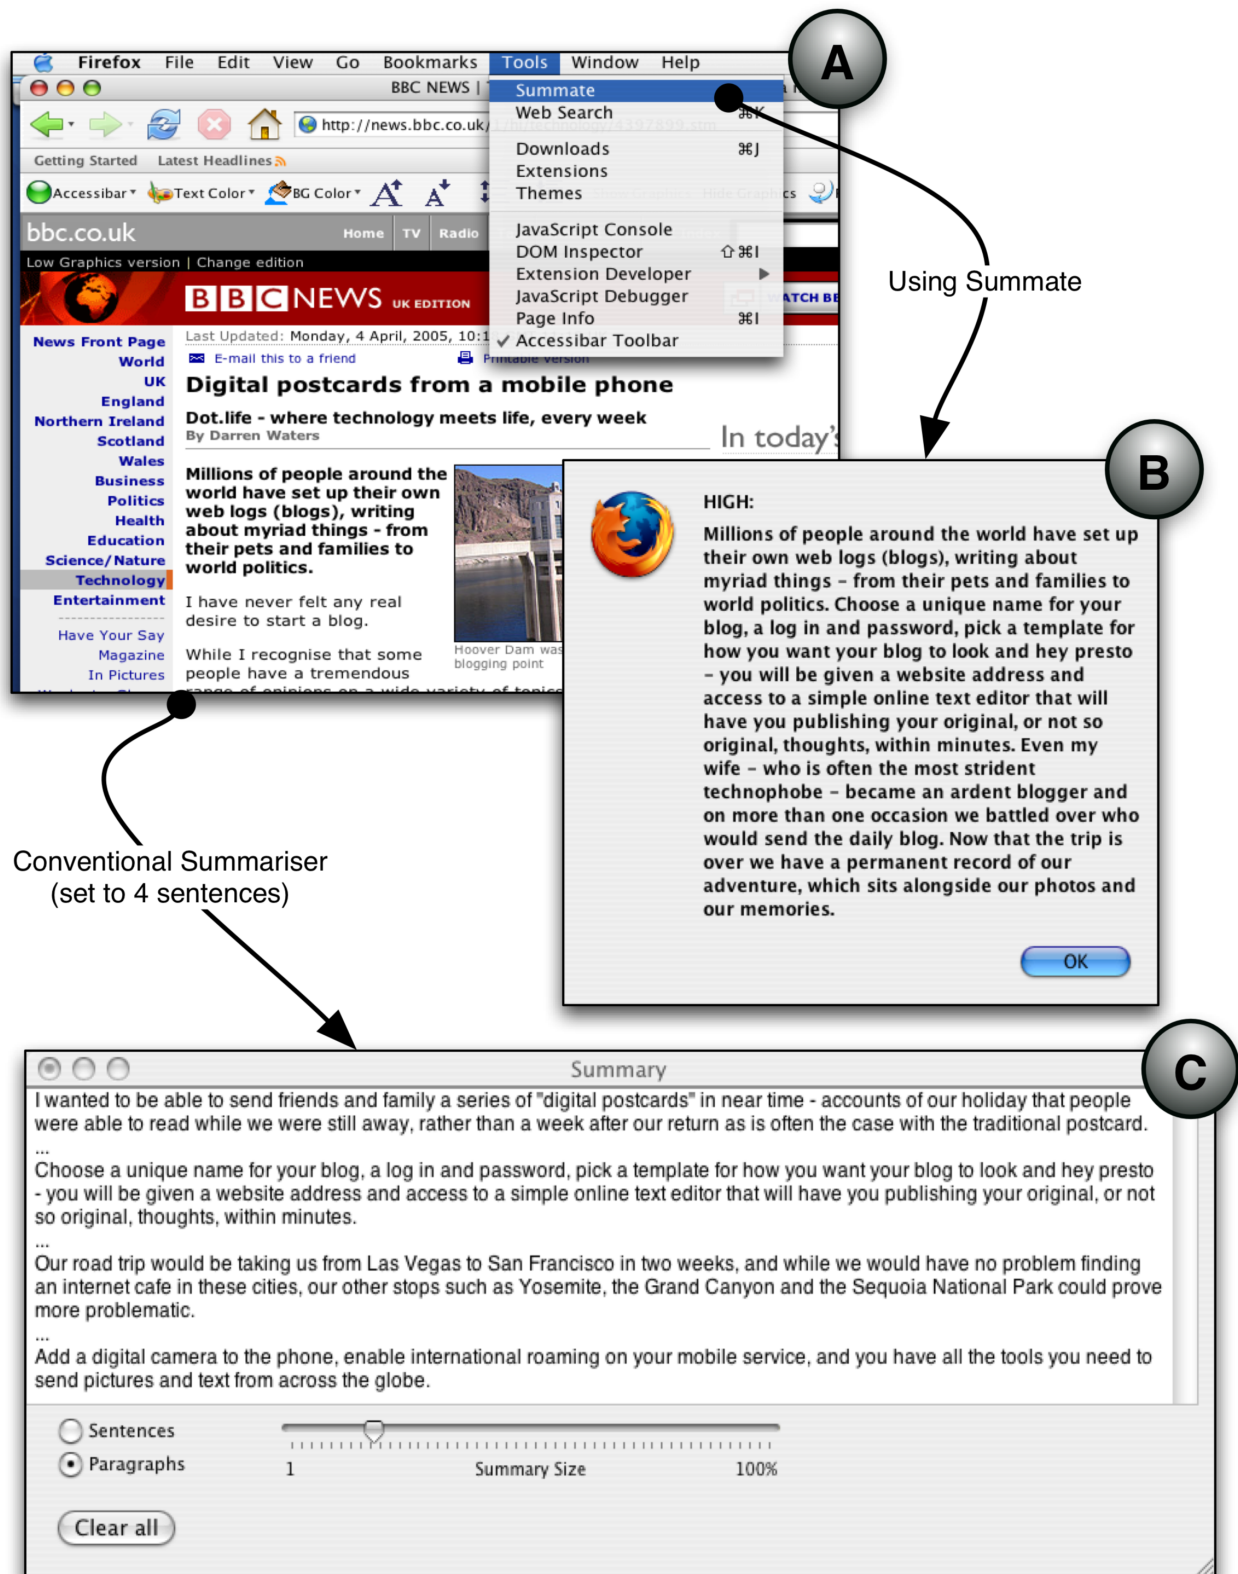 A
Firefox File Edit View Go Bookmarks Tools Window Help
BBC NEWS |
Summate
Web Search ⌘K
http://news.bbc.co.uk/
Downloads ⌘J
Getting Started Latest Headlines
Extensions
Accessibar Text Color BG Color A A
Themes
bbc.co.uk
Home TV Radio
JavaScript Console
DOM Inspector ⇧⌘I
Low Graphics version | Change edition
Extension Developer
Using Summate
BBC NEWS UK EDITION
JavaScript Debugger
WATCH BE
Page Info ⌘I
Last Updated: Monday, 4 April, 2005, 10:1
✓ Accessibar Toolbar
E-mail this to a friend
Printable version
News Front Page
World
UK
England
Northern Ireland
Scotland
Wales
Business
Politics
Health
Education
Science/Nature
Technology
Entertainment
Have Your Say
Magazine
In Pictures
Digital postcards from a mobile phone
Dot.life - where technology meets life, every week
By Darren Waters
In today's
Millions of people around the
world have set up their own
web logs (blogs), writing
about myriad things - from
their pets and families to
world politics.
I have never felt any real
desire to start a blog.
While I recognise that some
people have a tremendous
range of opinions on a wide variety of topics
Hoover Dam was
blogging point
B
HIGH:
Millions of people around the world have set up
their own web logs (blogs), writing about
myriad things – from their pets and families to
world politics. Choose a unique name for your
blog, a log in and password, pick a template for
how you want your blog to look and hey presto
– you will be given a website address and
access to a simple online text editor that will
have you publishing your original, or not so
original, thoughts, within minutes. Even my
wife – who is often the most strident
technophobe – became an ardent blogger and
on more than one occasion we battled over who
would send the daily blog. Now that the trip is
over we have a permanent record of our
adventure, which sits alongside our photos and
our memories.
OK
Conventional Summariser
(set to 4 sentences)
C
Summary
I wanted to be able to send friends and family a series of "digital postcards" in near time - accounts of our holiday that people
were able to read while we were still away, rather than a week after our return as is often the case with the traditional postcard.
...
Choose a unique name for your blog, a log in and password, pick a template for how you want your blog to look and hey presto
- you will be given a website address and access to a simple online text editor that will have you publishing your original, or not
so original, thoughts, within minutes.
...
Our road trip would be taking us from Las Vegas to San Francisco in two weeks, and while we would have no problem finding
an internet cafe in these cities, our other stops such as Yosemite, the Grand Canyon and the Sequoia National Park could prove
more problematic.
...
Add a digital camera to the phone, enable international roaming on your mobile service, and you have all the tools you need to
send pictures and text from across the globe.
Sentences
Paragraphs
1 Summary Size 100%
Clear all